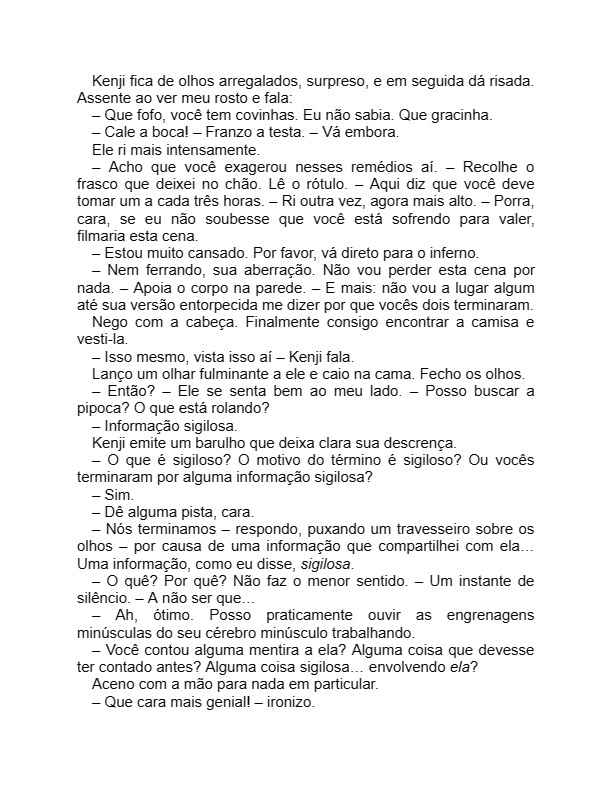 Kenji fica de olhos arregalados, surpreso, e em seguida dá risada.
Assente ao ver meu rosto e fala:
– Que fofo, você tem covinhas. Eu não sabia. Que gracinha.
– Cale a boca! – Franzo a testa. – Vá embora.
Ele ri mais intensamente.
– Acho que você exagerou nesses remédios aí. – Recolhe o
frasco que deixei no chão. Lê o rótulo. – Aqui diz que você deve
tomar um a cada três horas. – Ri outra vez, agora mais alto. – Porra,
cara, se eu não soubesse que você está sofrendo para valer,
filmaria esta cena.
– Estou muito cansado. Por favor, vá direto para o inferno.
– Nem ferrando, sua aberração. Não vou perder esta cena por
nada. – Apoia o corpo na parede. – E mais: não vou a lugar algum
até sua versão entorpecida me dizer por que vocês dois terminaram.
Nego com a cabeça. Finalmente consigo encontrar a camisa e
vesti-la.
– Isso mesmo, vista isso aí – Kenji fala.
Lanço um olhar fulminante a ele e caio na cama. Fecho os olhos.
– Então? – Ele se senta bem ao meu lado. – Posso buscar a
pipoca? O que está rolando?
– Informação sigilosa.
Kenji emite um barulho que deixa clara sua descrença.
– O que é sigiloso? O motivo do término é sigiloso? Ou vocês
terminaram por alguma informação sigilosa?
– Sim.
– Dê alguma pista, cara.
– Nós terminamos – respondo, puxando um travesseiro sobre os
olhos – por causa de uma informação que compartilhei com ela…
Uma informação, como eu disse, sigilosa.
– O quê? Por quê? Não faz o menor sentido. – Um instante de
silêncio. – A não ser que…
– Ah, ótimo. Posso praticamente ouvir as engrenagens
minúsculas do seu cérebro minúsculo trabalhando.
– Você contou alguma mentira a ela? Alguma coisa que devesse
ter contado antes? Alguma coisa sigilosa… envolvendo ela?
Aceno com a mão para nada em particular.
– Que cara mais genial! – ironizo.